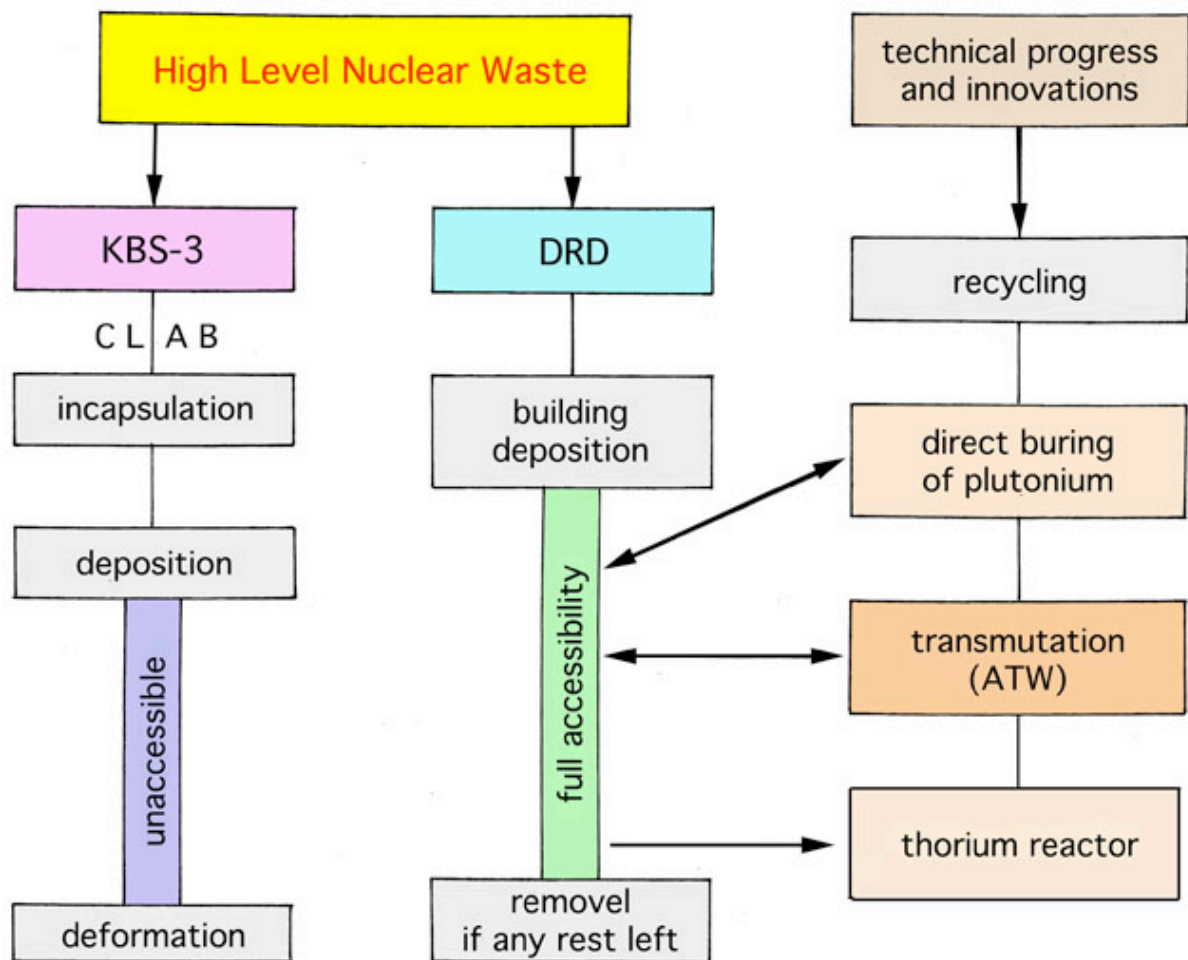 High Level Nuclear Waste
technical progress
and innovations
KBS-3
DRD
recycling
C L A B
incapsulation
building
deposition
direct buring
of plutonium
deposition
unaccessible
full accessibility
transmutation
(ATW)
thorium reactor
deformation
removel
if any rest left